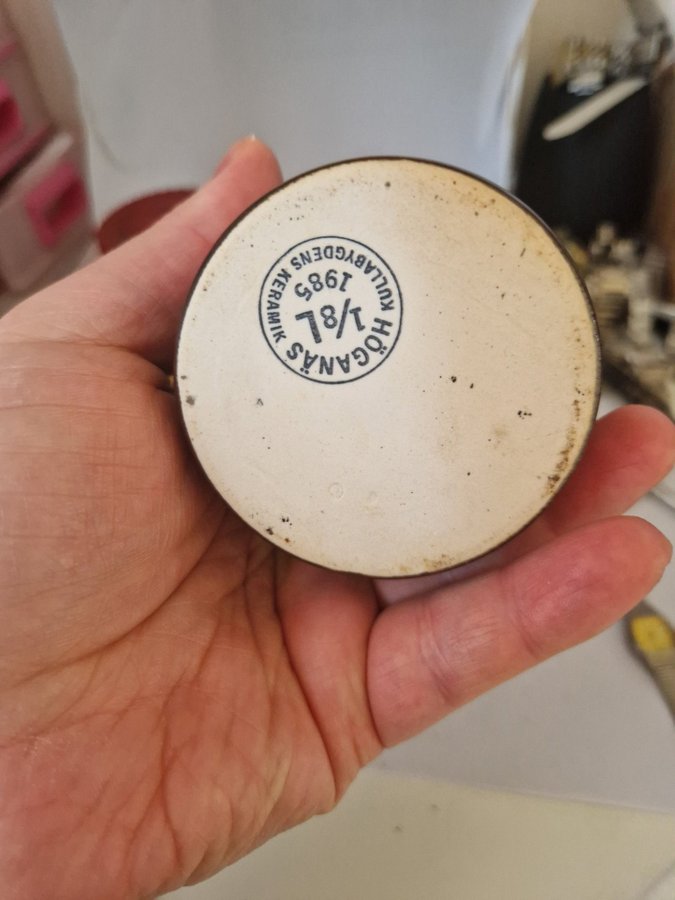 KULLABYGDENS KERAMIK
1985
1/8L
HÖGANÄS